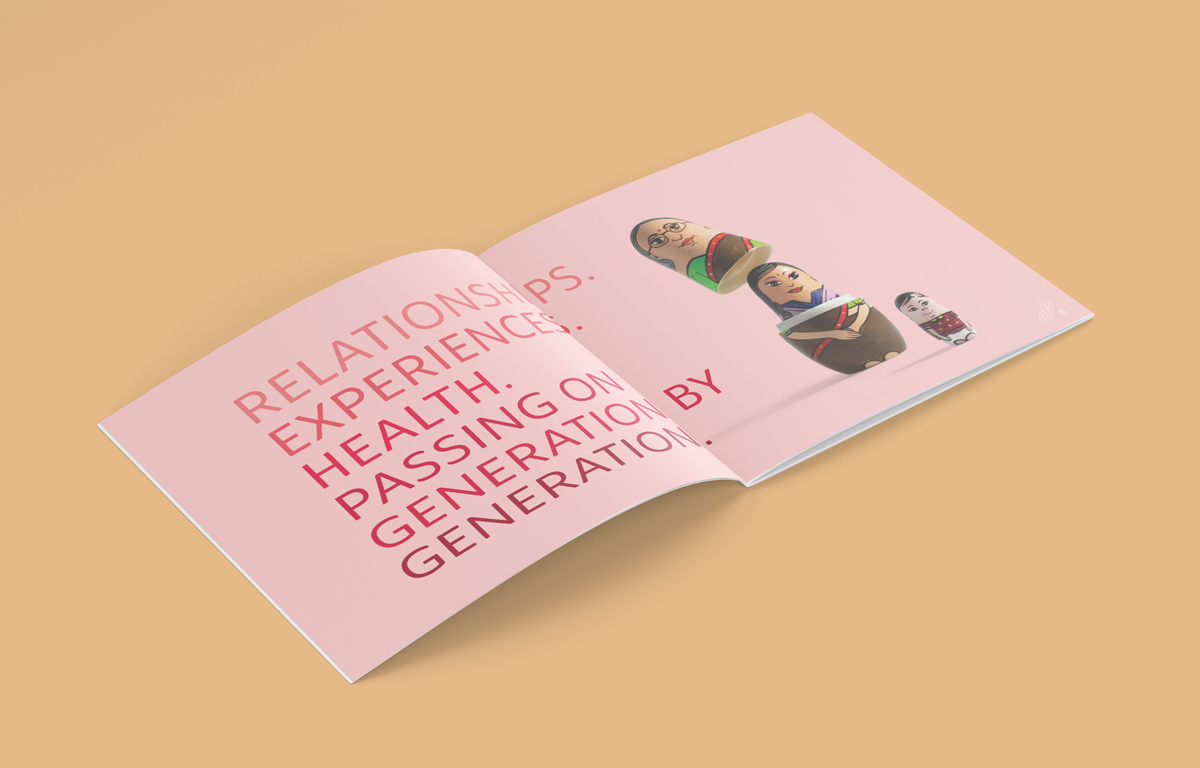 RELATIONSHIPS.
EXPERIENCES.
HEALTH.
PASSING ON
GENERATION BY
GENERATION.